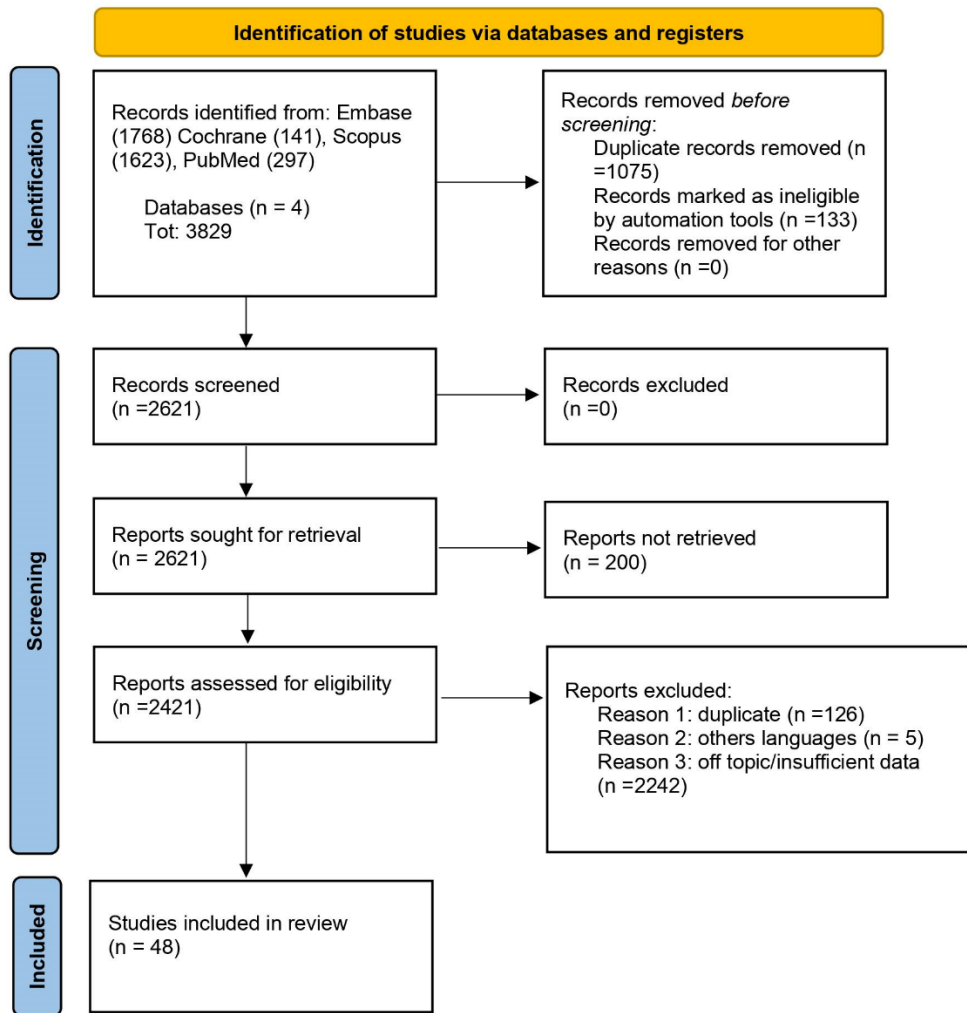 Identification of studies via databases and registers
Identification
Records identified from: Embase
(1768) Cochrane (141), Scopus
(1623), PubMed (297)
Databases (n = 4)
Tot: 3829
Records removed before
screening:
Duplicate records removed (n
=1075)
Records marked as ineligible
by automation tools (n =133)
Records removed for other
reasons (n =0)
Screening
Records screened
(n =2621)
Records excluded
(n =0)
Reports sought for retrieval
(n = 2621)
Reports not retrieved
(n = 200)
Reports assessed for eligibility
(n =2421)
Reports excluded:
Reason 1: duplicate (n =126)
Reason 2: others languages (n = 5)
Reason 3: off topic/insufficient data
(n =2242)
Included
Studies included in review
(n = 48)